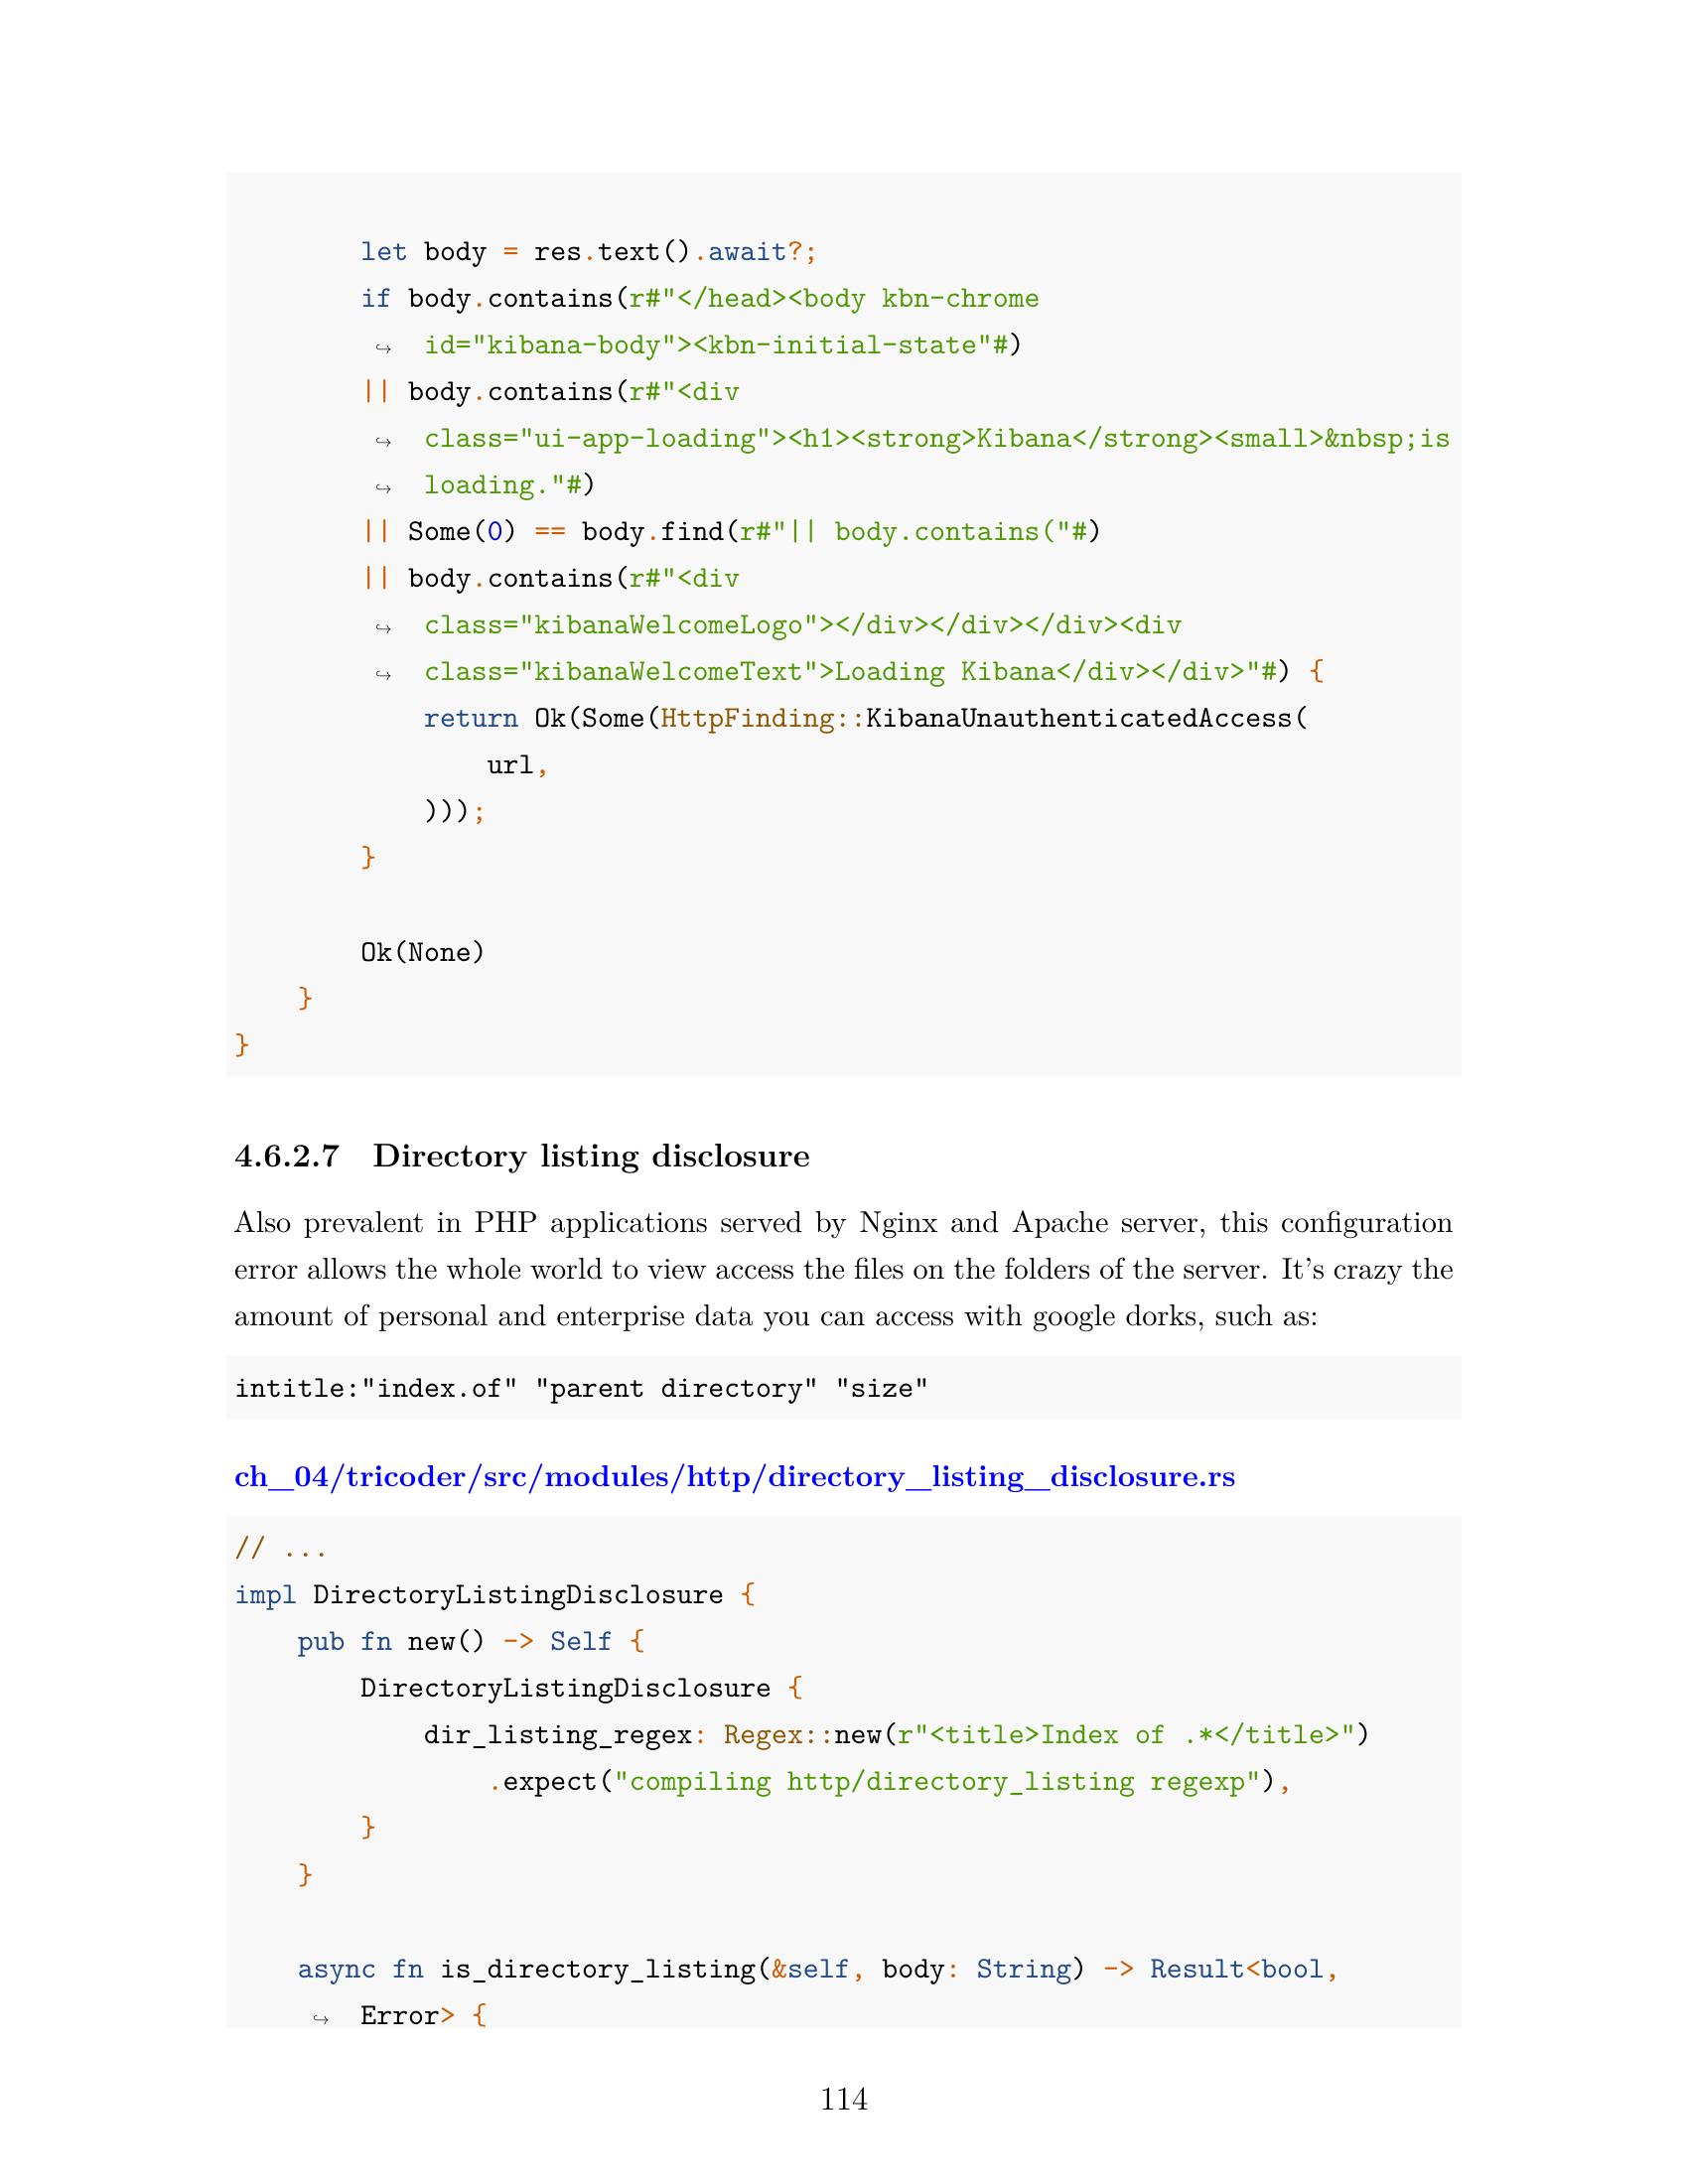 let body = res.text().await?;
        if body.contains(r#"</head><body kbn-chrome
         ↪  id="kibana-body"><kbn-initial-state"#)
        || body.contains(r#"<div
         ↪  class="ui-app-loading"><h1><strong>Kibana</strong><small>&nbsp;is
         ↪  loading."#)
        || Some(0) == body.find(r#"|| body.contains("#)
        || body.contains(r#"<div
         ↪  class="kibanaWelcomeLogo"></div></div></div><div
         ↪  class="kibanaWelcomeText">Loading Kibana</div></div>"#) {
            return Ok(Some(HttpFinding::KibanaUnauthenticatedAccess(
                url,
            )));
        }

        Ok(None)
    }
}
4.6.2.7 Directory listing disclosure
Also prevalent in PHP applications served by Nginx and Apache server, this configuration
error allows the whole world to view access the files on the folders of the server. It's crazy the
amount of personal and enterprise data you can access with google dorks, such as:
intitle:"index.of" "parent directory" "size"
ch_04/tricoder/src/modules/http/directory_listing_disclosure.rs
// ...
impl DirectoryListingDisclosure {
    pub fn new() -> Self {
        DirectoryListingDisclosure {
            dir_listing_regex: Regex::new(r"<title>Index of .*</title>")
                .expect("compiling http/directory_listing regexp"),
        }
    }

    async fn is_directory_listing(&self, body: String) -> Result<bool,
     ↪  Error> {
114